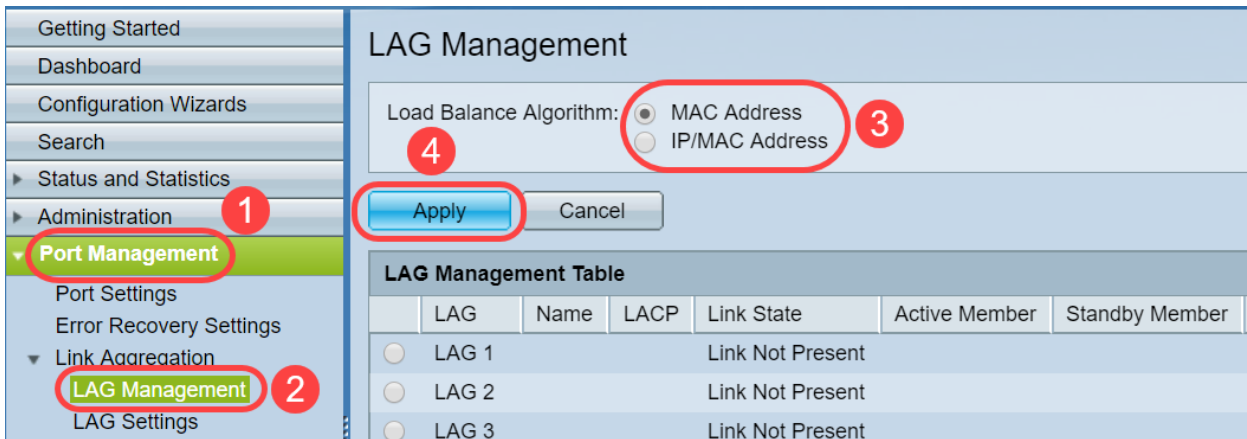 Getting Started
Dashboard
Configuration Wizards
Search
Status and Statistics
Administration
1
Port Management
Port Settings
Error Recovery Settings
Link Aggregation
LAG Management
2
LAG Settings
LAG Management
Load Balance Algorithm:
MAC Address
IP/MAC Address
3
4
Apply Cancel
LAG Management Table
LAG Name LACP Link State Active Member Standby Member
LAG 1 Link Not Present
LAG 2 Link Not Present
LAG 3 Link Not Present